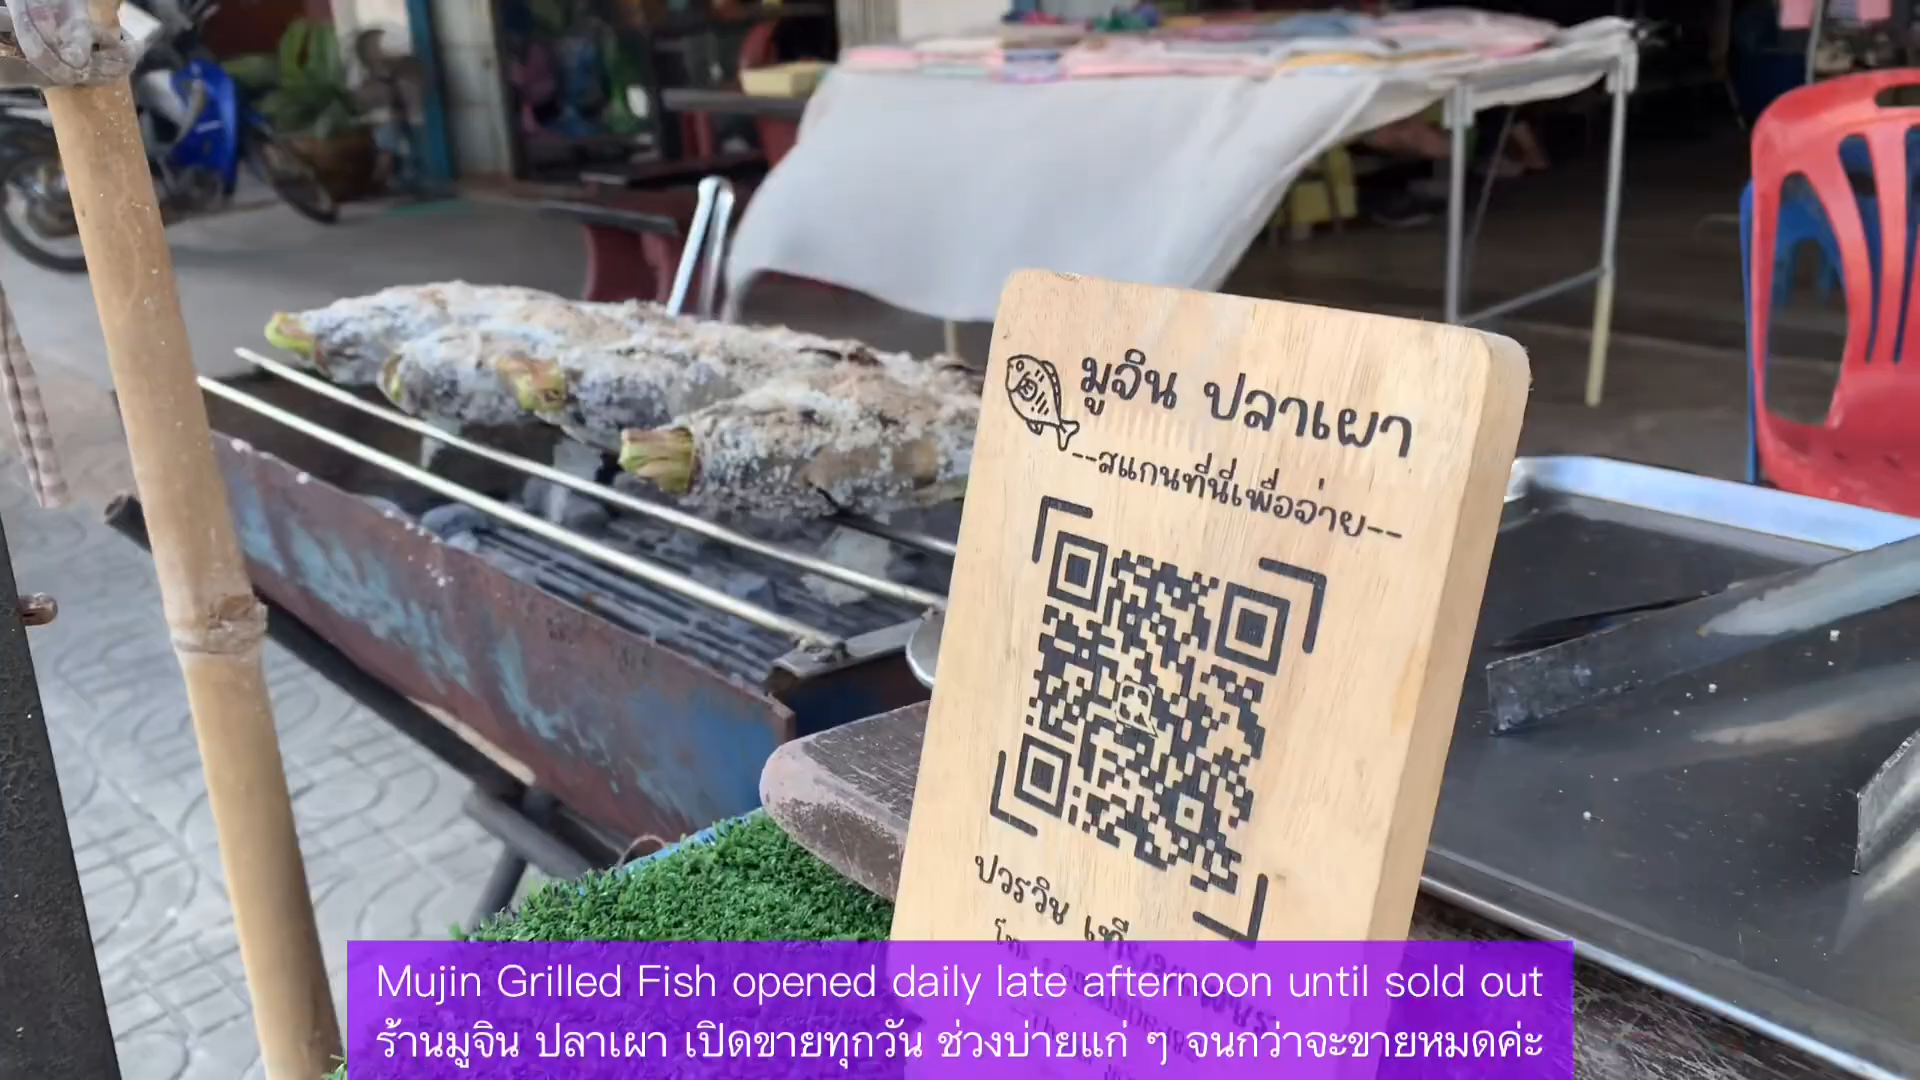 มูจิน ปลาเผา
--สแกนที่นี่เพื่อจ่าย--
ปวรวิช
Mujin Grilled Fish opened daily late afternoon until sold out
ร้านมูจิน ปลาเผา เปิดขายทุกวัน ช่วงบ่ายแก่ ๆ จนกว่าจะขายหมดค่ะ